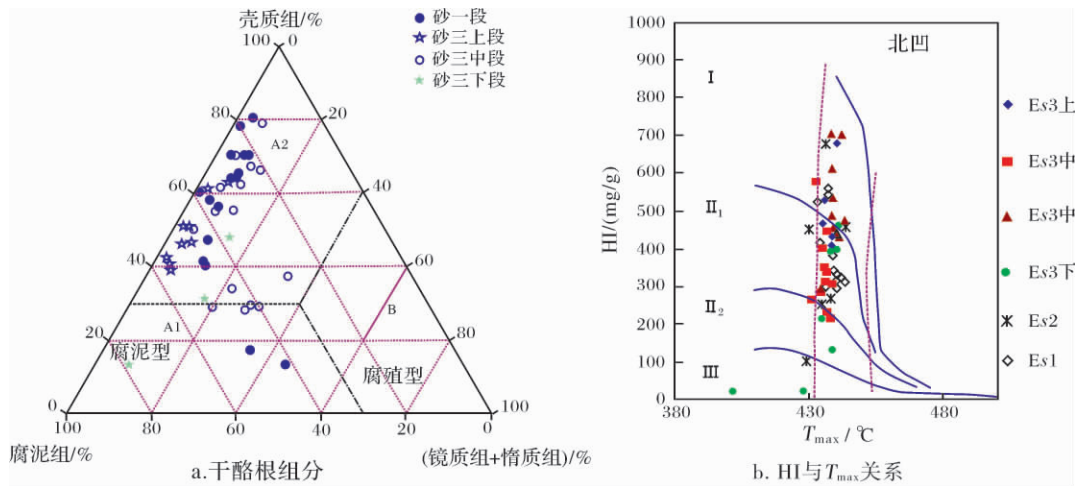 壳质组/%
100 0
80 20
60 40
40 60
20 80
0 100
100 80 60 40 20 0
A2
A1
B
腐泥型
腐殖型
腐泥组/%
(镜质组+惰质组)/%
砂一段
砂三上段
砂三中段
砂三下段
a.干酪根组分
北凹
HI/(mg/g)
1000
900
800
700
600
500
400
300
200
100
0
I
II1
II2
III
380 430 480
Tmax / ℃
Es3上
Es3中
Es3中
Es3下
Es2
Es1
b. HI与Tmax关系